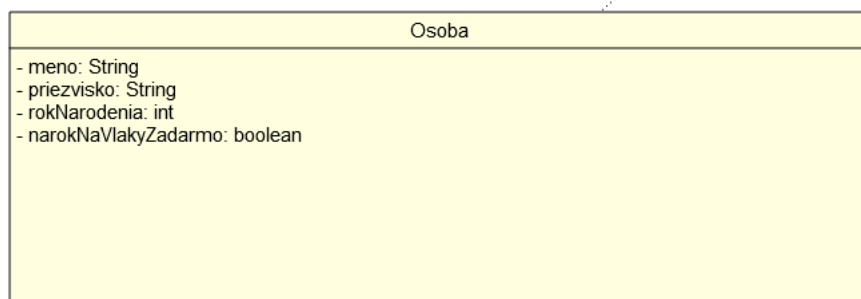 Osoba
- meno: String
- priezvisko: String
- rokNarodenia: int
- narokNaVlakyZadarmo: boolean